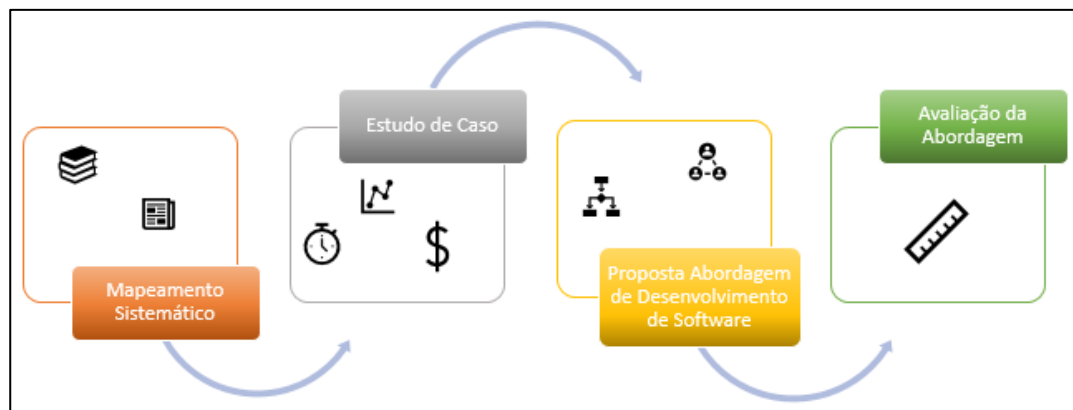 Mapeamento
Sistemático
Estudo de Caso
Proposta Abordagem
de Desenvolvimento
de Software
Avaliação da
Abordagem
$